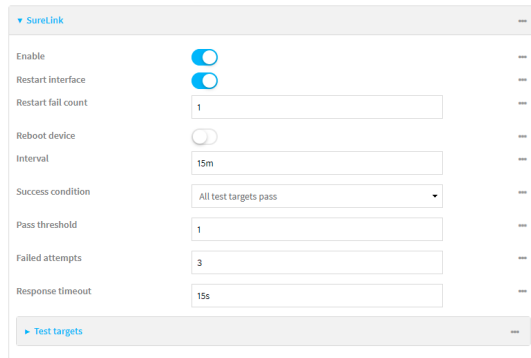 SureLink
Enable
Restart interface
Restart fail count 1
Reboot device
Interval 15m
Success condition All test targets pass
Pass threshold 1
Failed attempts 3
Response timeout 15s
Test targets